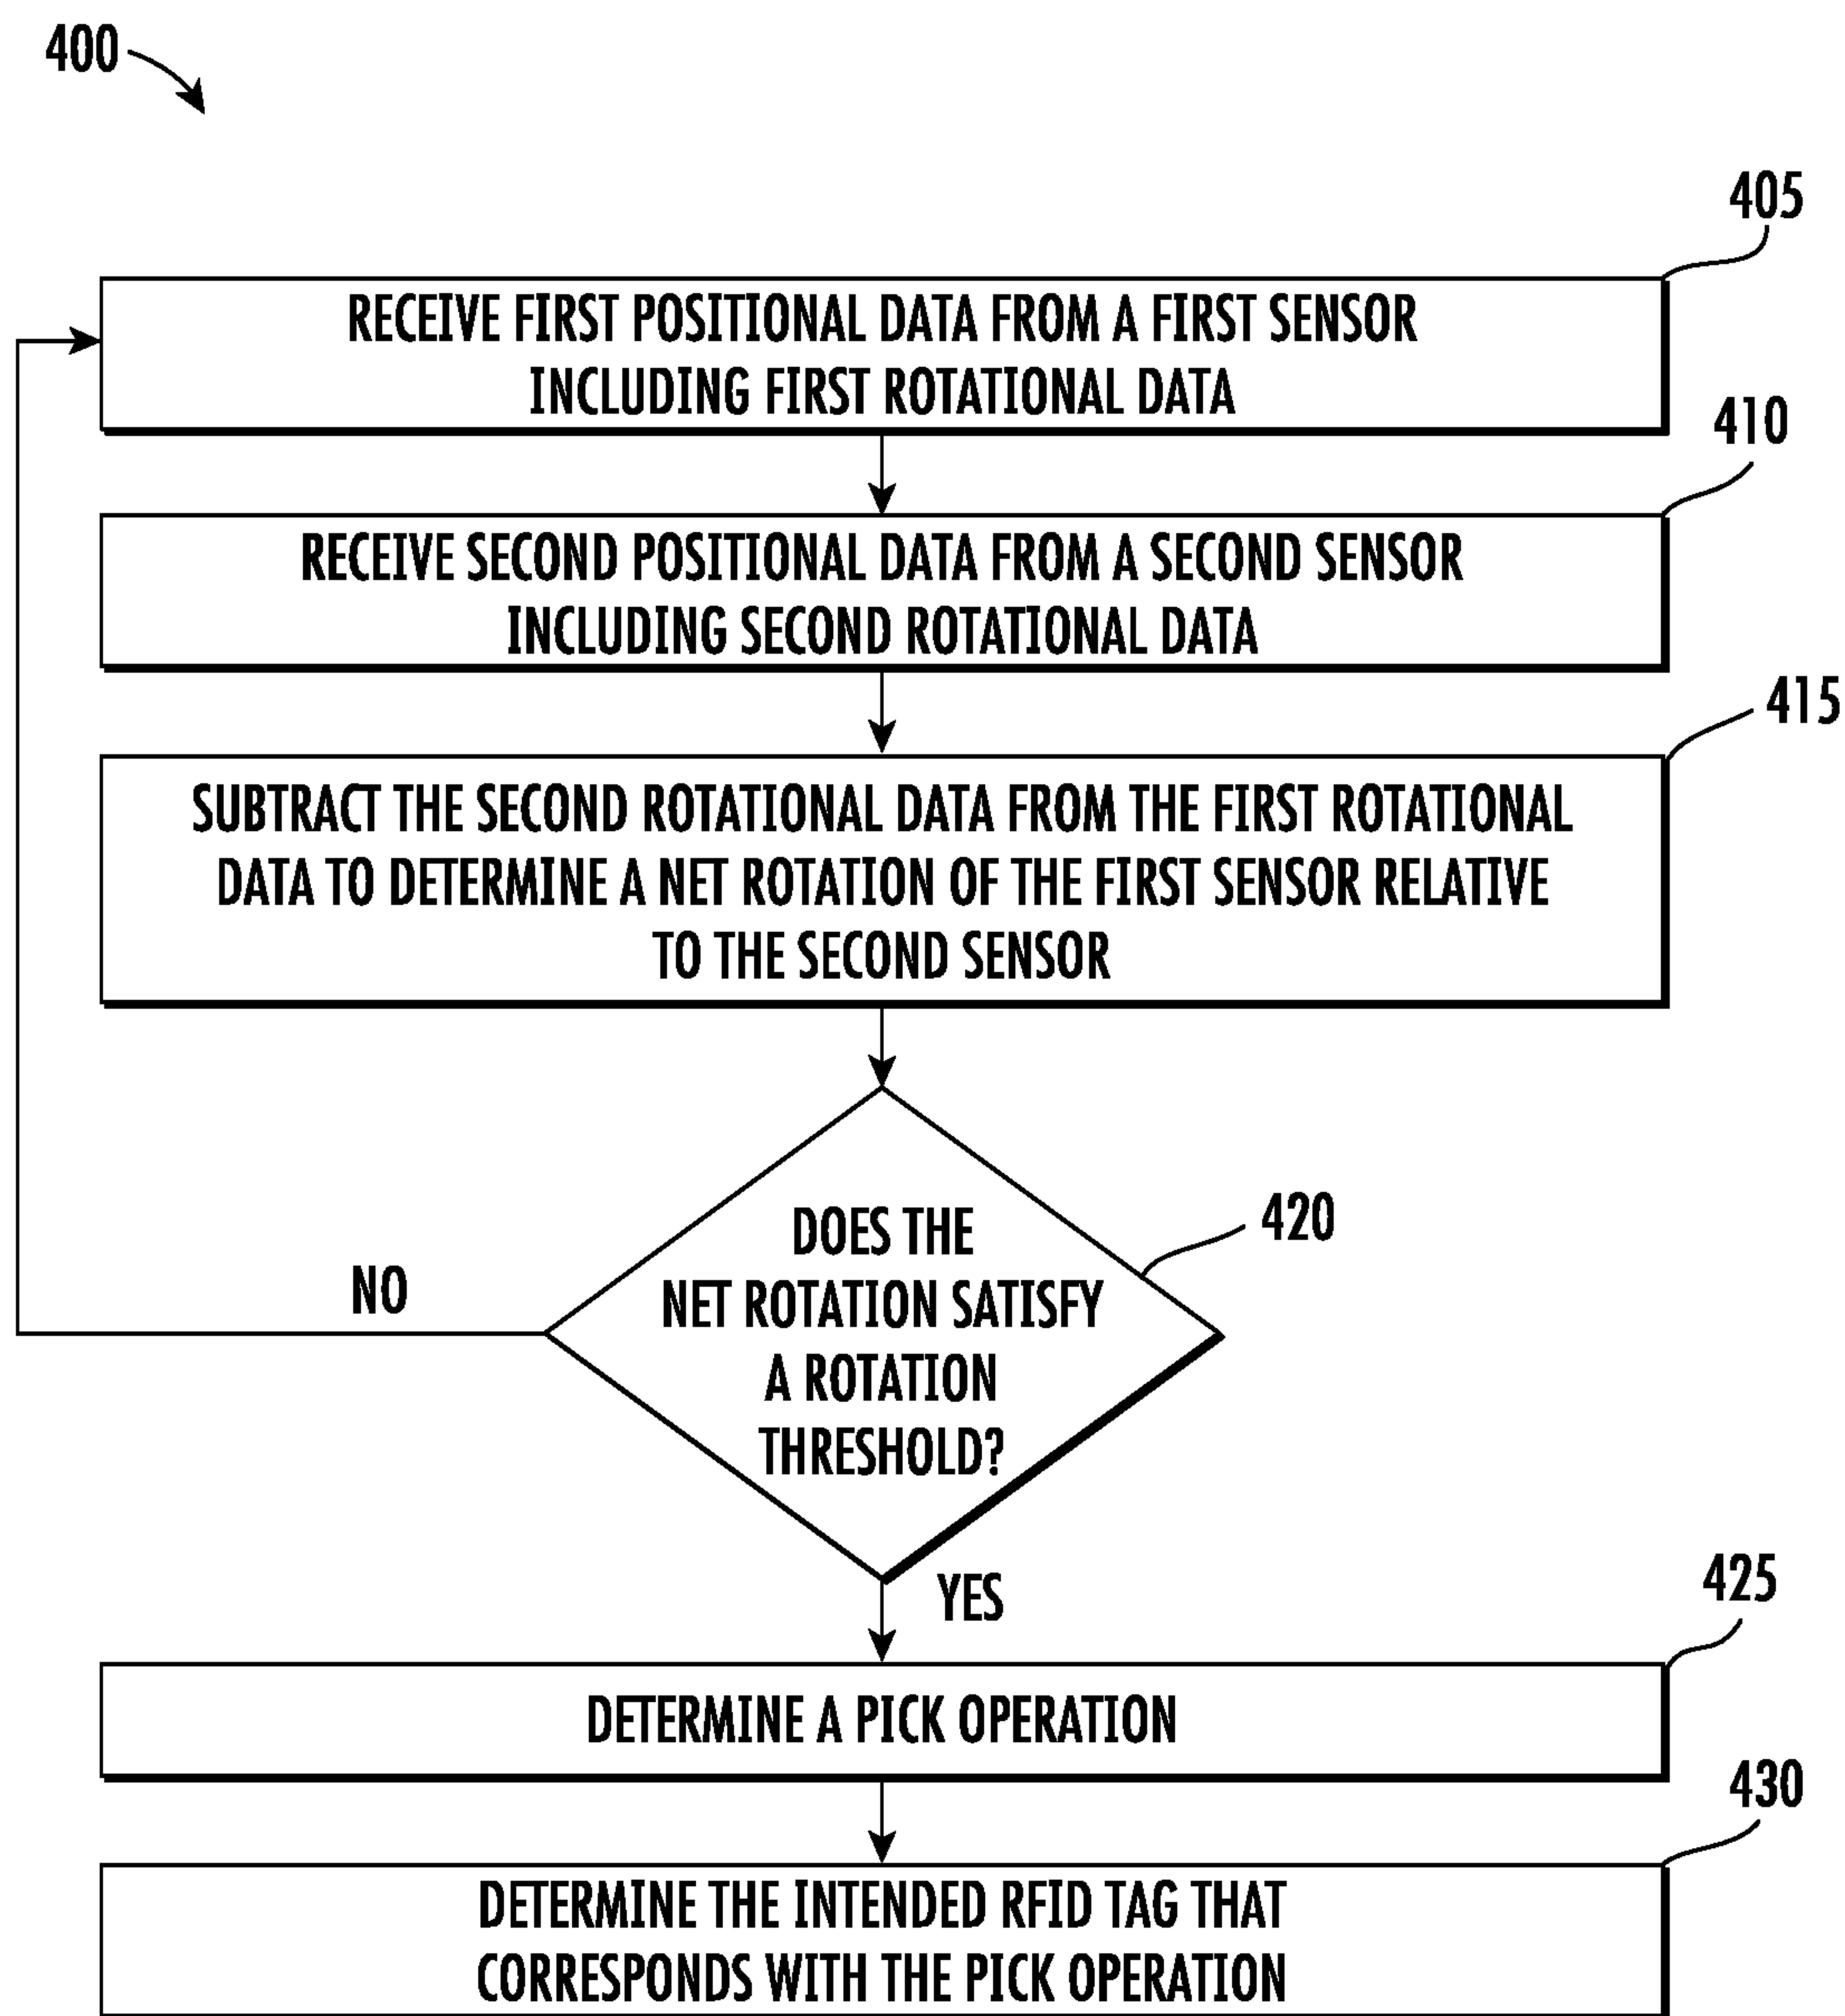 400
405
RECEIVE FIRST POSITIONAL DATA FROM A FIRST SENSOR
INCLUDING FIRST ROTATIONAL DATA
410
RECEIVE SECOND POSITIONAL DATA FROM A SECOND SENSOR
INCLUDING SECOND ROTATIONAL DATA
415
SUBTRACT THE SECOND ROTATIONAL DATA FROM THE FIRST ROTATIONAL
DATA TO DETERMINE A NET ROTATION OF THE FIRST SENSOR RELATIVE
TO THE SECOND SENSOR
420
DOES THE
NET ROTATION SATISFY
A ROTATION
THRESHOLD?
NO
YES
425
DETERMINE A PICK OPERATION
430
DETERMINE THE INTENDED RFID TAG THAT
CORRESPONDS WITH THE PICK OPERATION